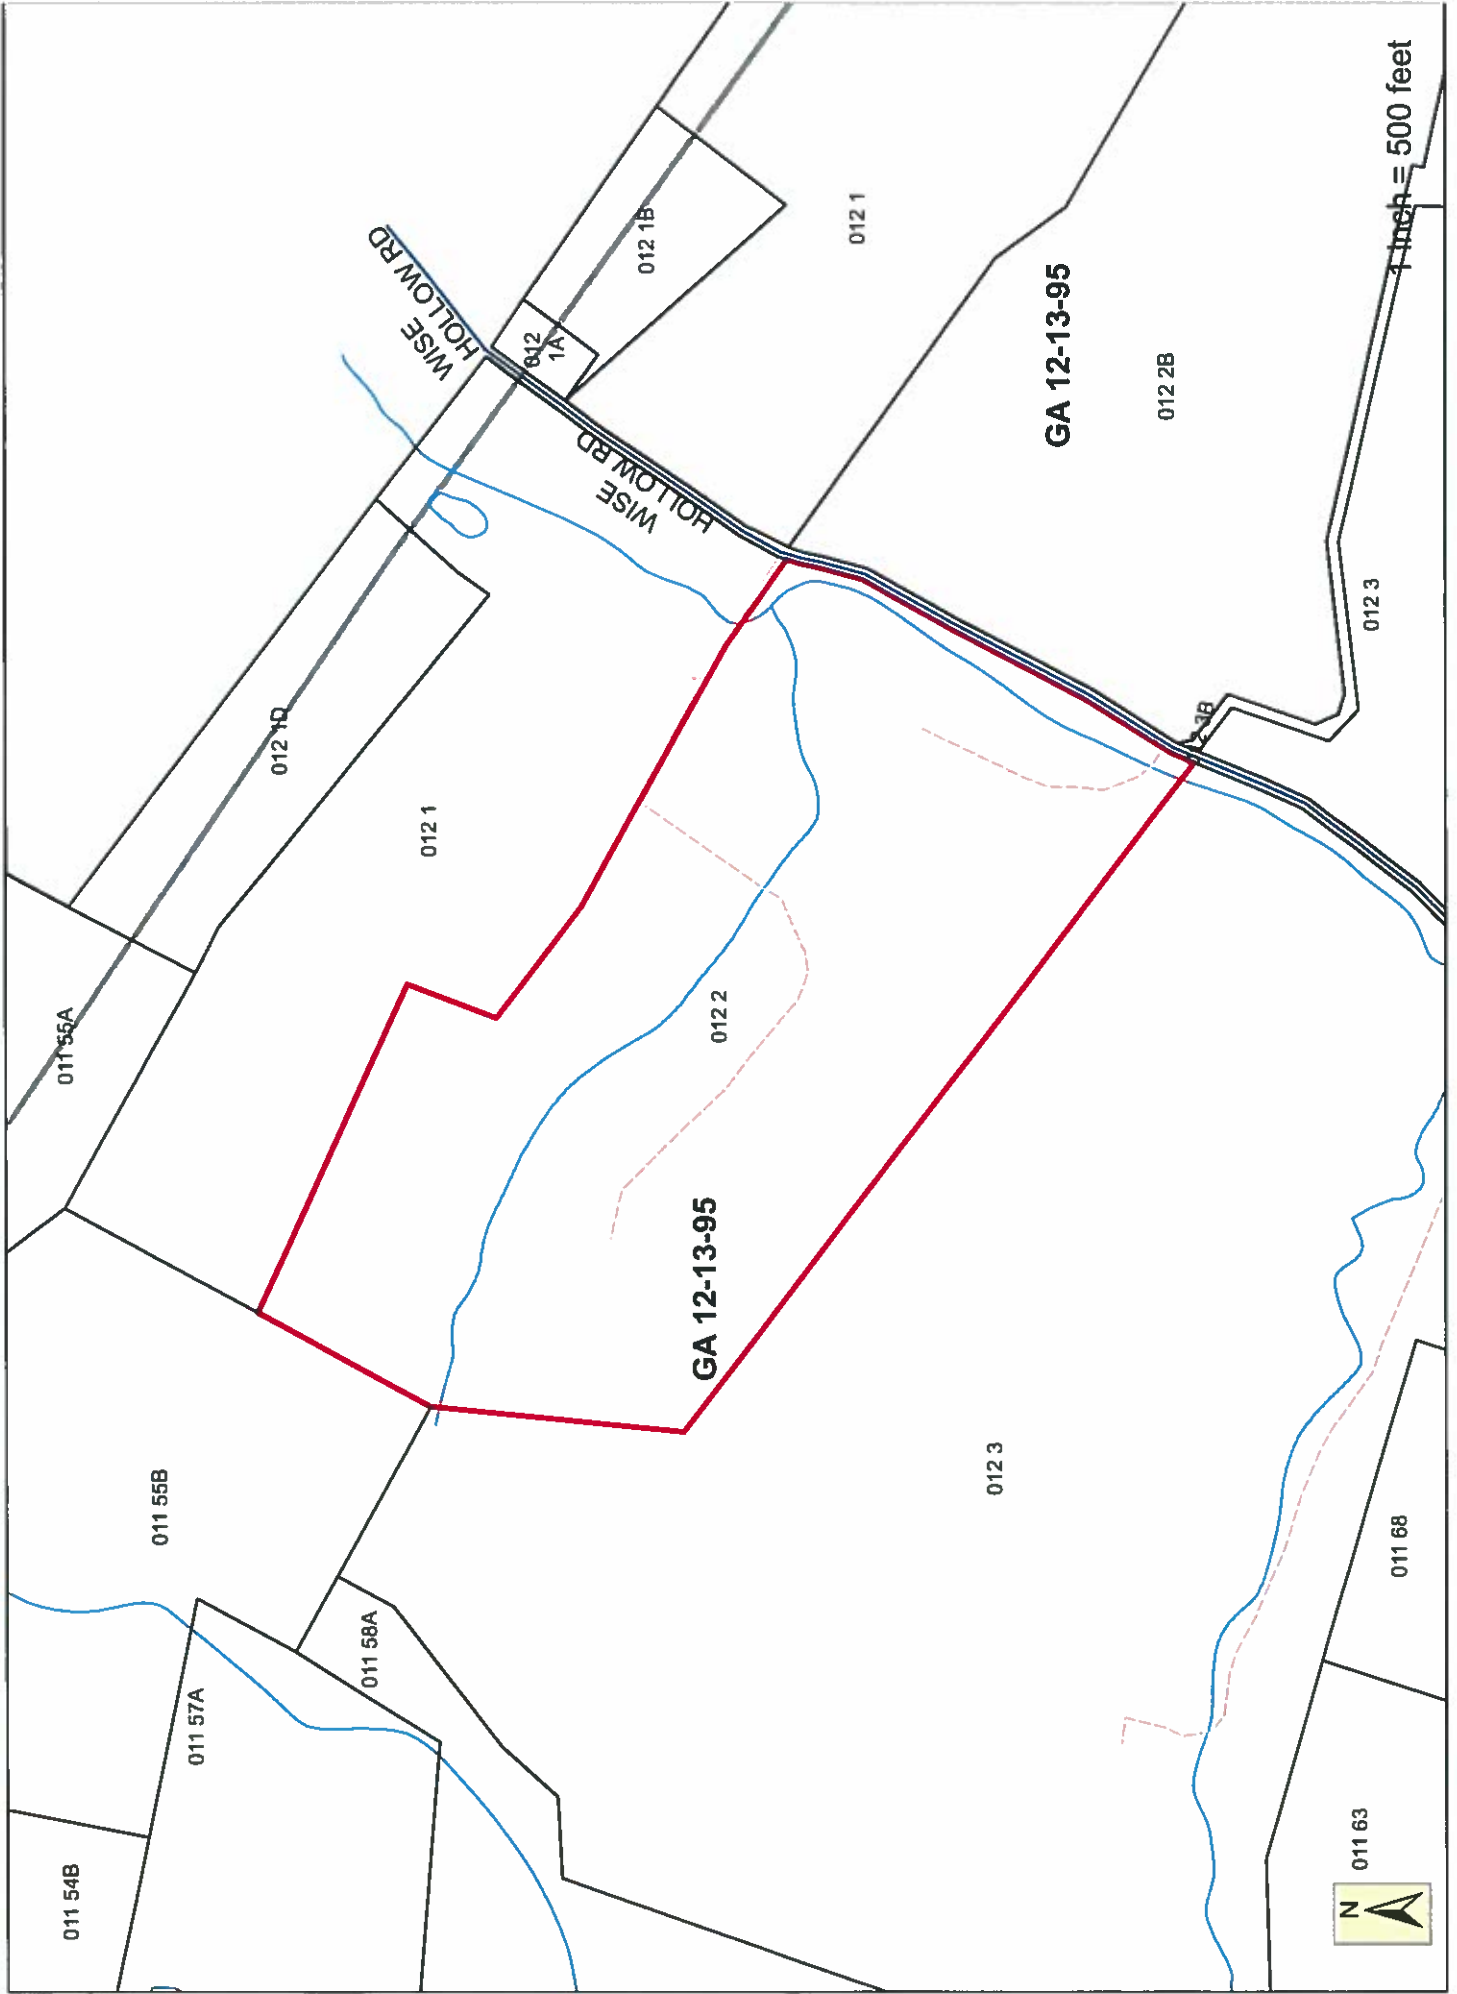 011 54B
011 57A
011 55B
011 58A
011 55A
012 1D
012 1
WISE
HOLLOW RD
012
1A
012 1B
WISE
HOLLOW RD
012 1
GA 12-13-95
012 2B
012 2
GA 12-13-95
012 3
3B
012 3
011 68
011 63
N
1 Inch = 500 feet